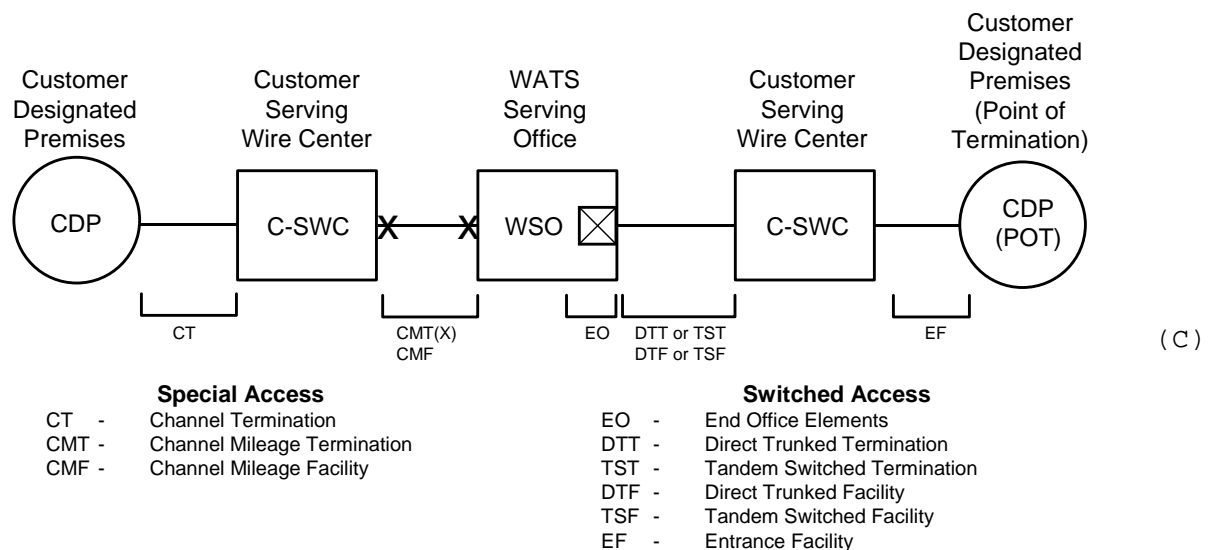 Customer
Designated
Premises
Customer
Serving
Wire Center
WATS
Serving
Office
Customer
Serving
Wire Center
Customer
Designated
Premises
(Point of
Termination)
CDP
C-SWC
X
X
WSO
C-SWC
CDP
(POT)
CT
CMT(X)
CMF
EO
DTT or TST
DTF or TSF
EF
(C)
Special Access
CT - Channel Termination
CMT - Channel Mileage Termination
CMF - Channel Mileage Facility
Switched Access
EO - End Office Elements
DTT - Direct Trunked Termination
TST - Tandem Switched Termination
DTF - Direct Trunked Facility
TSF - Tandem Switched Facility
EF - Entrance Facility